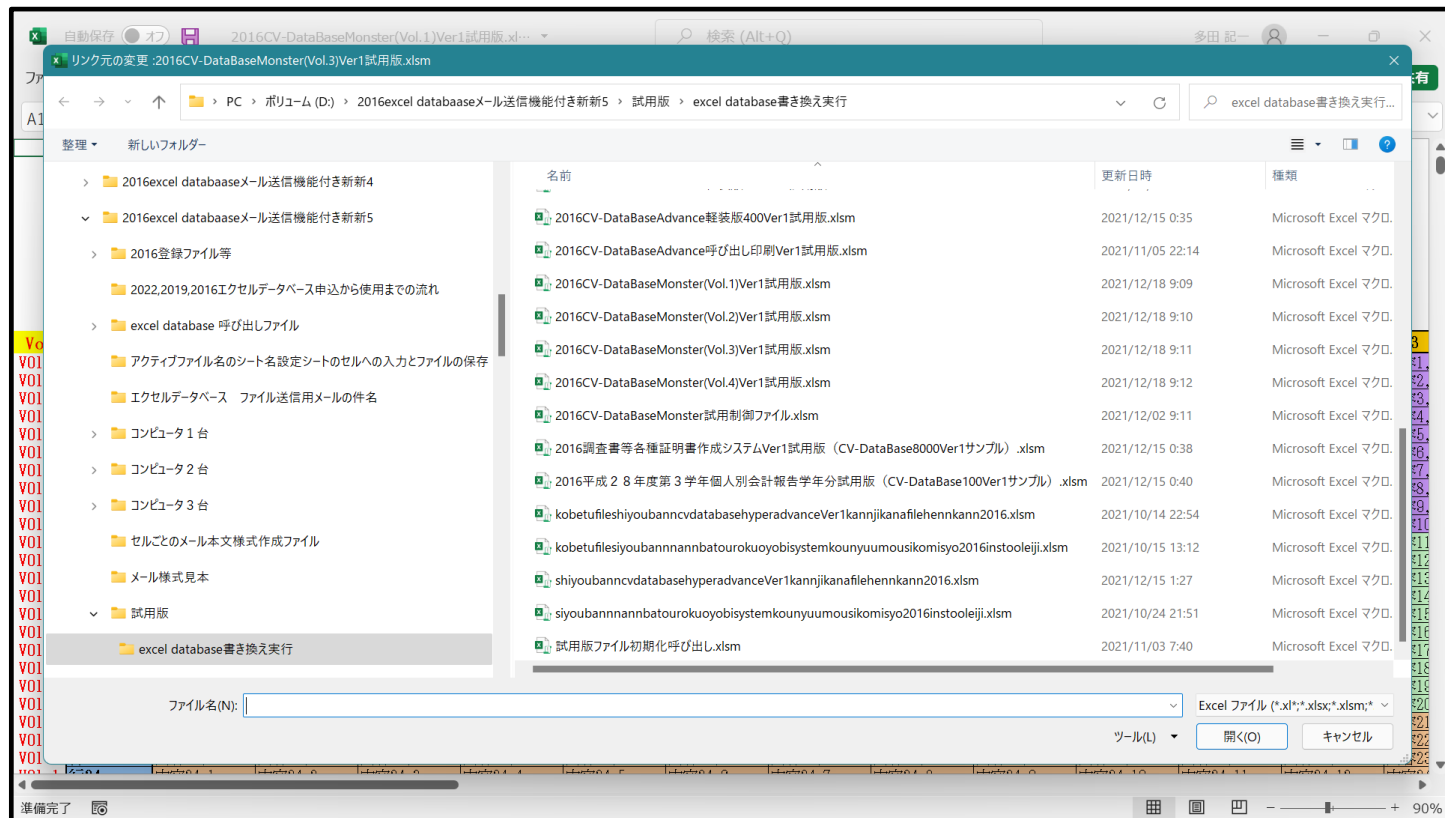 自動保存 オフ 2016CV-DataBaseMonster(Vol.1)Ver1試用版.xl… 検索 (Alt+Q) 多田 記一
リンク元の変更 :2016CV-DataBaseMonster(Vol.3)Ver1試用版.xlsm
PC › ボリューム (D:) › 2016excel databaaseメール送信機能付き新新5 › 試用版 › excel database書き換え実行
excel database書き換え実行...
整理 新しいフォルダー
名前 更新日時 種類
2016excel databaaseメール送信機能付き新新4
2016excel databaaseメール送信機能付き新新5
2016登録ファイル等
2022,2019,2016エクセルデータベース申込から使用までの流れ
excel database 呼び出しファイル
アクティブファイル名のシート名設定シートのセルへの入力とファイルの保存
エクセルデータベース　ファイル送信用メールの件名
コンピュータ１台
コンピュータ２台
コンピュータ３台
セルごとのメール本文様式作成ファイル
メール様式見本
試用版
excel database書き換え実行
2016CV-DataBaseAdvance軽装版400Ver1試用版.xlsm 2021/12/15 0:35 Microsoft Excel マクロ.
2016CV-DataBaseAdvance呼び出し印刷Ver1試用版.xlsm 2021/11/05 22:14 Microsoft Excel マクロ.
2016CV-DataBaseMonster(Vol.1)Ver1試用版.xlsm 2021/12/18 9:09 Microsoft Excel マクロ.
2016CV-DataBaseMonster(Vol.2)Ver1試用版.xlsm 2021/12/18 9:10 Microsoft Excel マクロ.
2016CV-DataBaseMonster(Vol.3)Ver1試用版.xlsm 2021/12/18 9:11 Microsoft Excel マクロ.
2016CV-DataBaseMonster(Vol.4)Ver1試用版.xlsm 2021/12/18 9:12 Microsoft Excel マクロ.
2016CV-DataBaseMonster試用制御ファイル.xlsm 2021/12/02 9:11 Microsoft Excel マクロ.
2016調査書等各種証明書作成システムVer1試用版（CV-DataBase8000Ver1サンプル）.xlsm 2021/12/15 0:38 Microsoft Excel マクロ.
2016平成２８年度第３学年個人別会計報告学年分試用版（CV-DataBase100Ver1サンプル）.xlsm 2021/12/15 0:40 Microsoft Excel マクロ.
kobetufileshiyoubanncvdatabasehyperadvanceVer1kannjikanafilehennkann2016.xlsm 2021/10/14 22:54 Microsoft Excel マクロ.
kobetufilesiyoubannnannbatourokuoyobisystemkounyuumousikomisyo2016instooleiji.xlsm 2021/10/15 13:12 Microsoft Excel マクロ.
shiyoubanncvdatabasehyperadvanceVer1kannjikanafilehennkann2016.xlsm 2021/12/15 1:27 Microsoft Excel マクロ.
siyoubannnannbatourokuoyobisystemkounyuumousikomisyo2016instooleiji.xlsm 2021/10/24 21:51 Microsoft Excel マクロ.
試用版ファイル初期化呼び出し.xlsm 2021/11/03 7:40 Microsoft Excel マクロ.
ファイル名(N): Excel ファイル (*.xl*;*.xlsx;*.xlsm;*
ツール(L) 開く(O) キャンセル
準備完了 90%